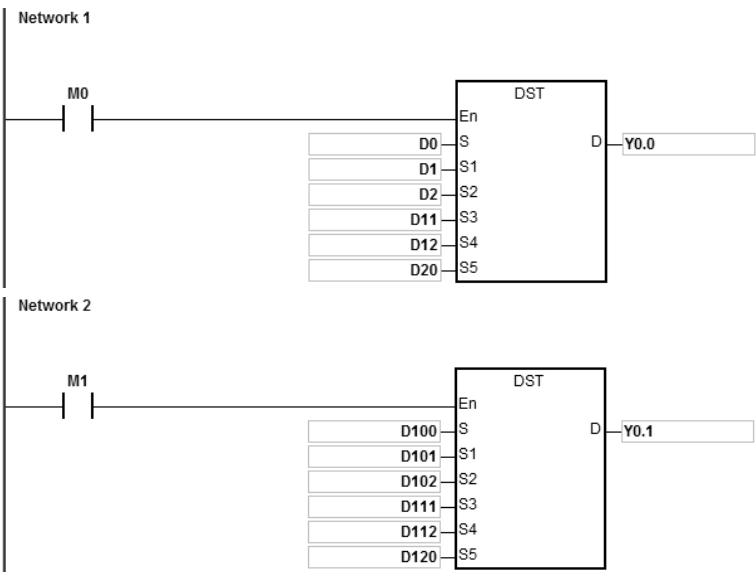 Network 1
M0
DST
En
D0 S D Y0.0
D1 S1
D2 S2
D11 S3
D12 S4
D20 S5
Network 2
M1
DST
En
D100 S D Y0.1
D101 S1
D102 S2
D111 S3
D112 S4
D120 S5